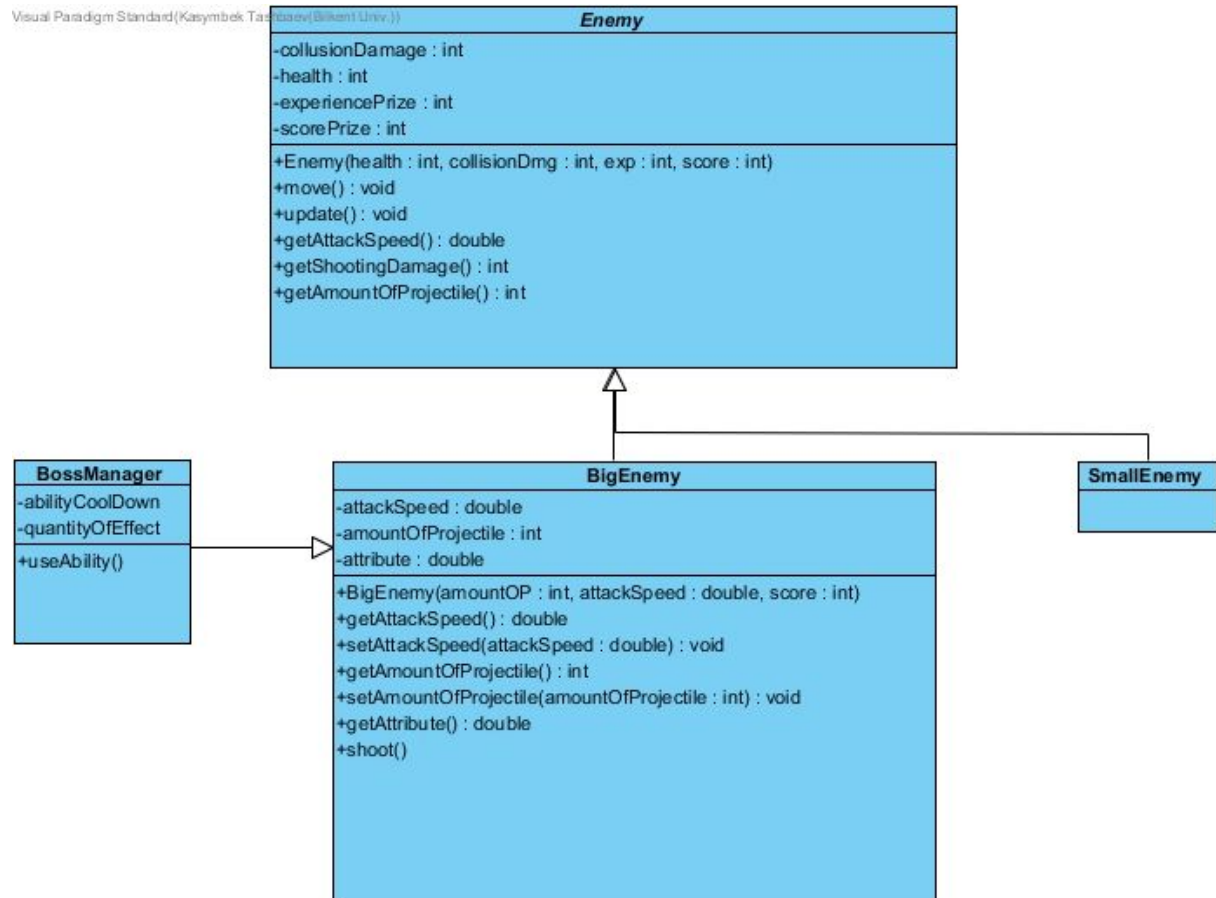 Visual Paradigm Standard(Kasymbek Tashbaev(Bilkent Univ.))
Enemy
-collusionDamage : int
-health : int
-experiencePrize : int
-scorePrize : int
+Enemy(health : int, collisionDmg : int, exp : int, score : int)
+move() : void
+update() : void
+getAttackSpeed() : double
+getShootingDamage() : int
+getAmountOfProjectile() : int
BossManager
-abilityCoolDown
-quantityOfEffect
+useAbility()
BigEnemy
-attackSpeed : double
-amountOfProjectile : int
-attribute : double
+BigEnemy(amountOP : int, attackSpeed : double, score : int)
+getAttackSpeed() : double
+setAttackSpeed(attackSpeed : double) : void
+getAmountOfProjectile() : int
+setAmountOfProjectile(amountOfProjectile : int) : void
+getAttribute() : double
+shoot()
SmallEnemy